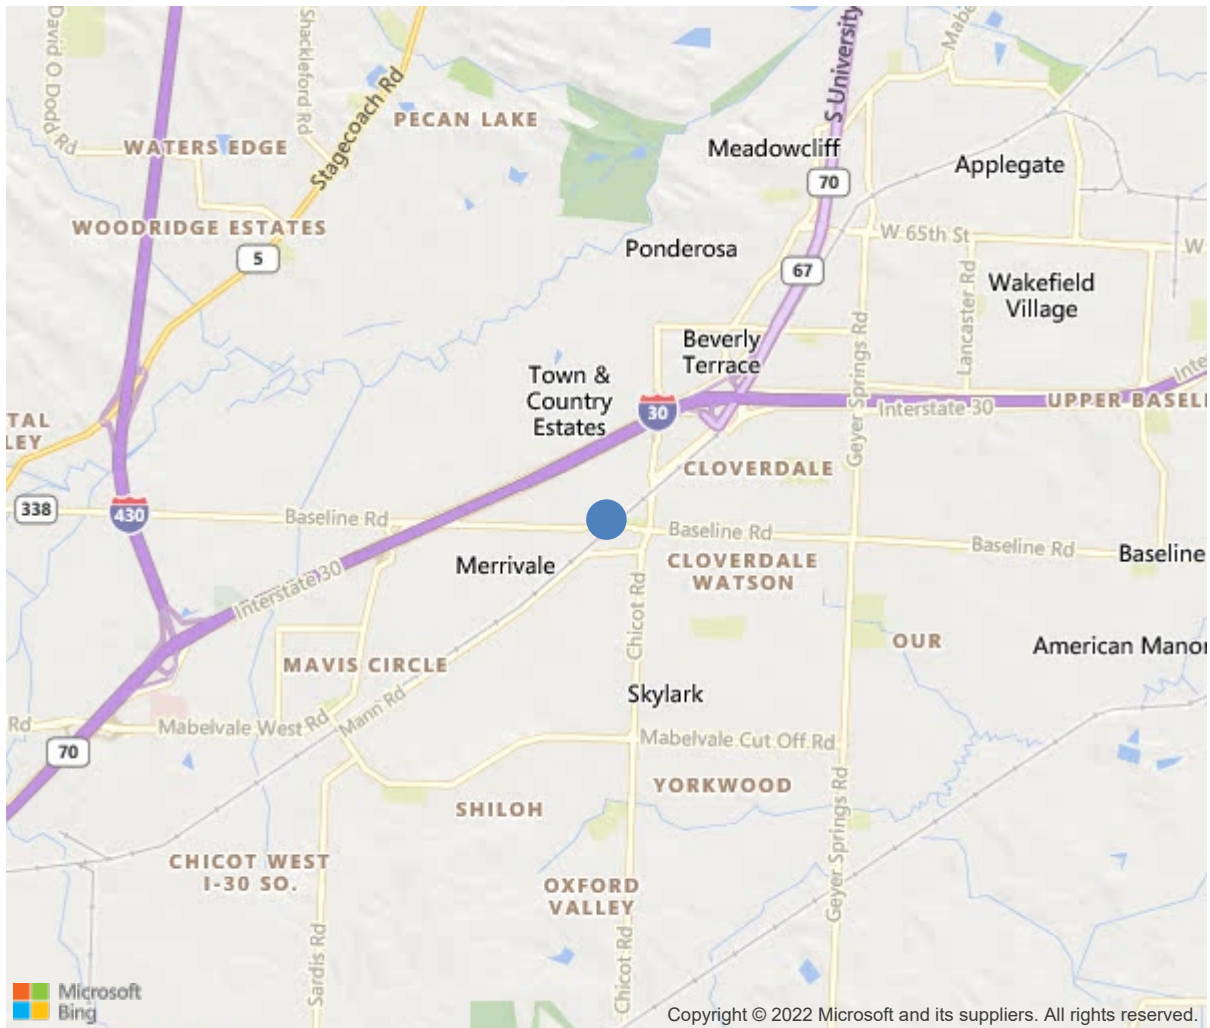 David O Dodd Rd
Shackleford Rd
Stagecoach Rd
S University
Mabe
PECAN LAKE
WATERS EDGE
Meadowcliff
Applegate
70
WOODRIDGE ESTATES
W 65th St
W
Ponderosa
5
67
Lancaster Rd
Wakefield
Village
Geyer Springs Rd
Beverly
Terrace
Town &
Country
Estates
30
Interstate 30
UPPER BASELI
Inte
TAL
LEY
CLOVERDALE
338
430
Baseline Rd
Baseline Rd
Baseline Rd
Baseline
Merrivale
CLOVERDALE
WATSON
Interstate 30
Chicot Rd
OUR
American Manor
MAVIS CIRCLE
Skylark
Rd
Mabelvale West Rd
Mann Rd
Mabelvale Cut Off Rd
70
YORKWOOD
SHILOH
Geyer Springs Rd
CHICOT WEST
I-30 SO.
OXFORD
VALLEY
Sardis Rd
Chicot Rd
Microsoft
Bing
Copyright © 2022 Microsoft and its suppliers. All rights reserved.